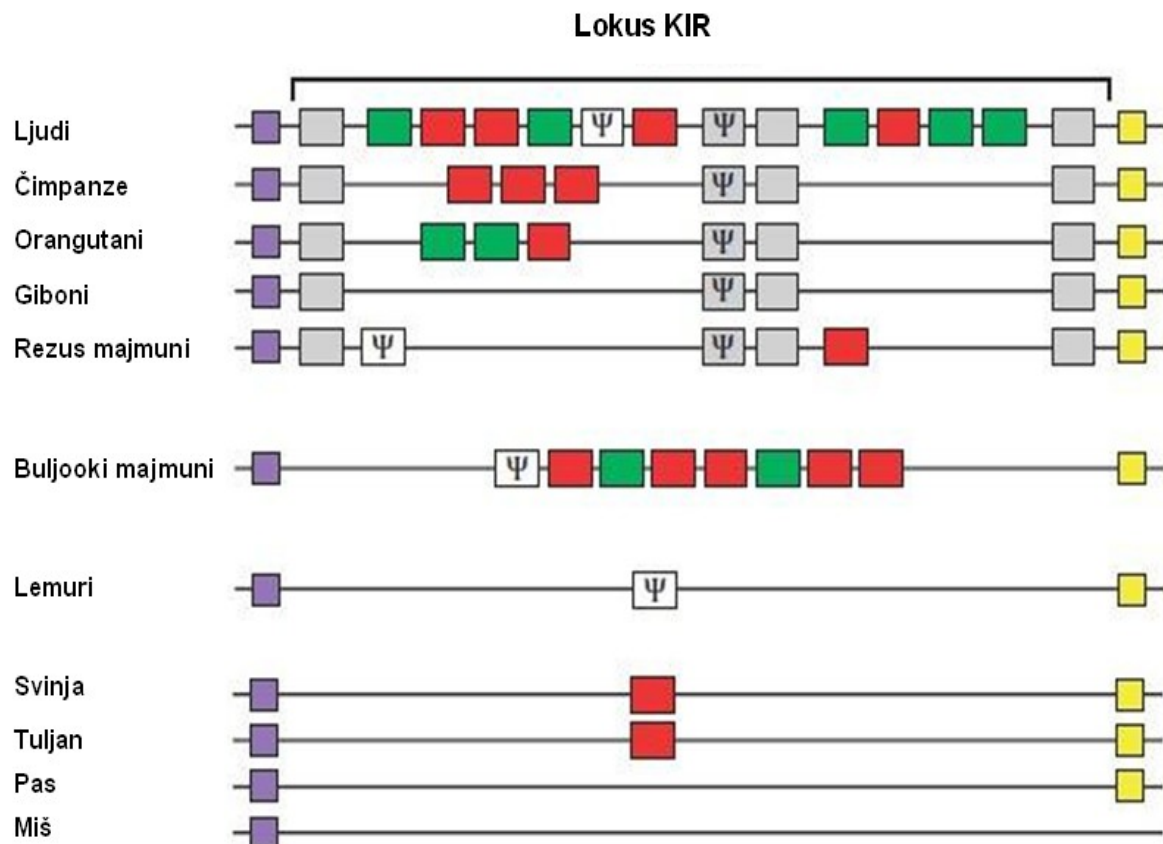 Lokus KIR
Ljudi ψ ψ
Čimpanze ψ
Orangutani ψ
Giboni ψ
Rezus majmuni ψ ψ
Buljooki majmuni ψ
Lemuri ψ
Svinja
Tuljan
Pas
Miš